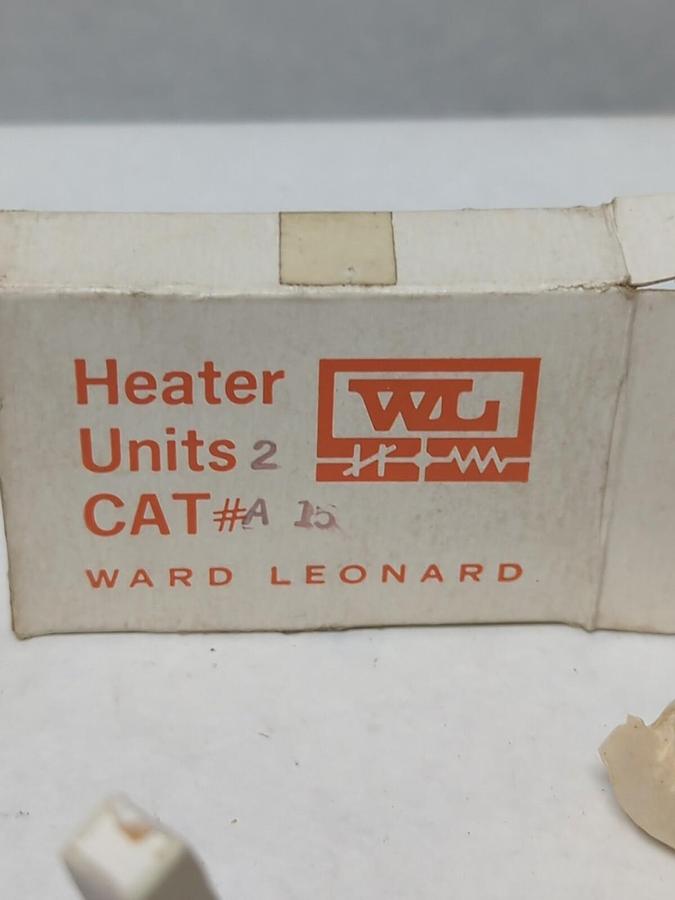 Heater
Units 2
CAT#A 15
WL
WARD LEONARD